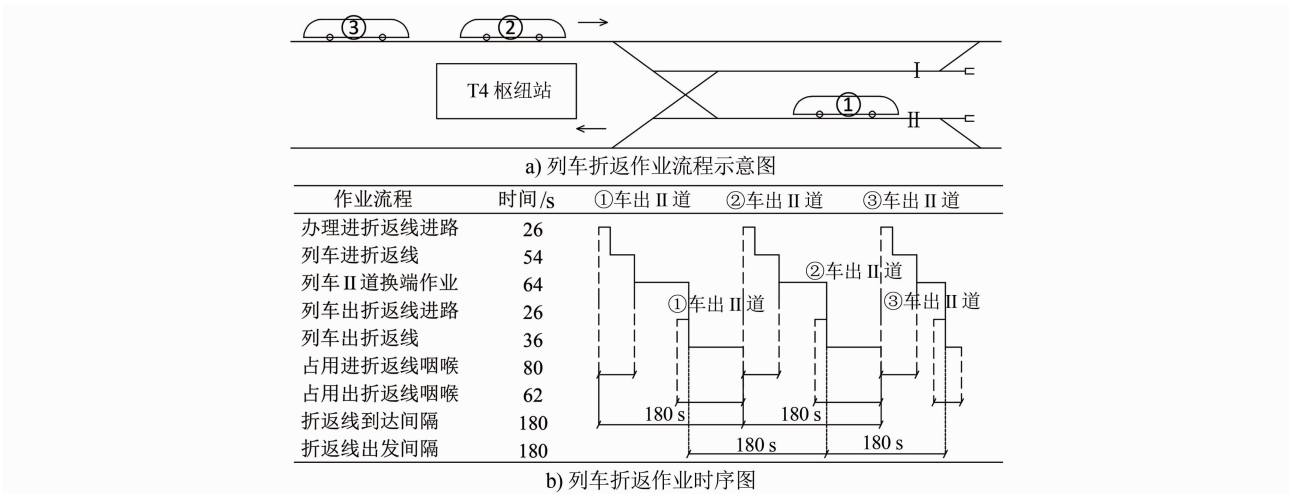 ③ ②
T4 枢纽站
I
①
II
a) 列车折返作业流程示意图
作业流程 时间/s ①车出 II 道 ②车出 II 道 ③车出 II 道
办理进折返线进路 26
列车进折返线 54
列车 II 道换端作业 64 ②车出 II 道
①车出 II 道 ③车出 II 道
列车出折返线进路 26
列车出折返线 36
占用进折返线咽喉 80
占用出折返线咽喉 62
折返线到达间隔 180 180 s 180 s
折返线出发间隔 180 180 s 180 s
b) 列车折返作业时序图